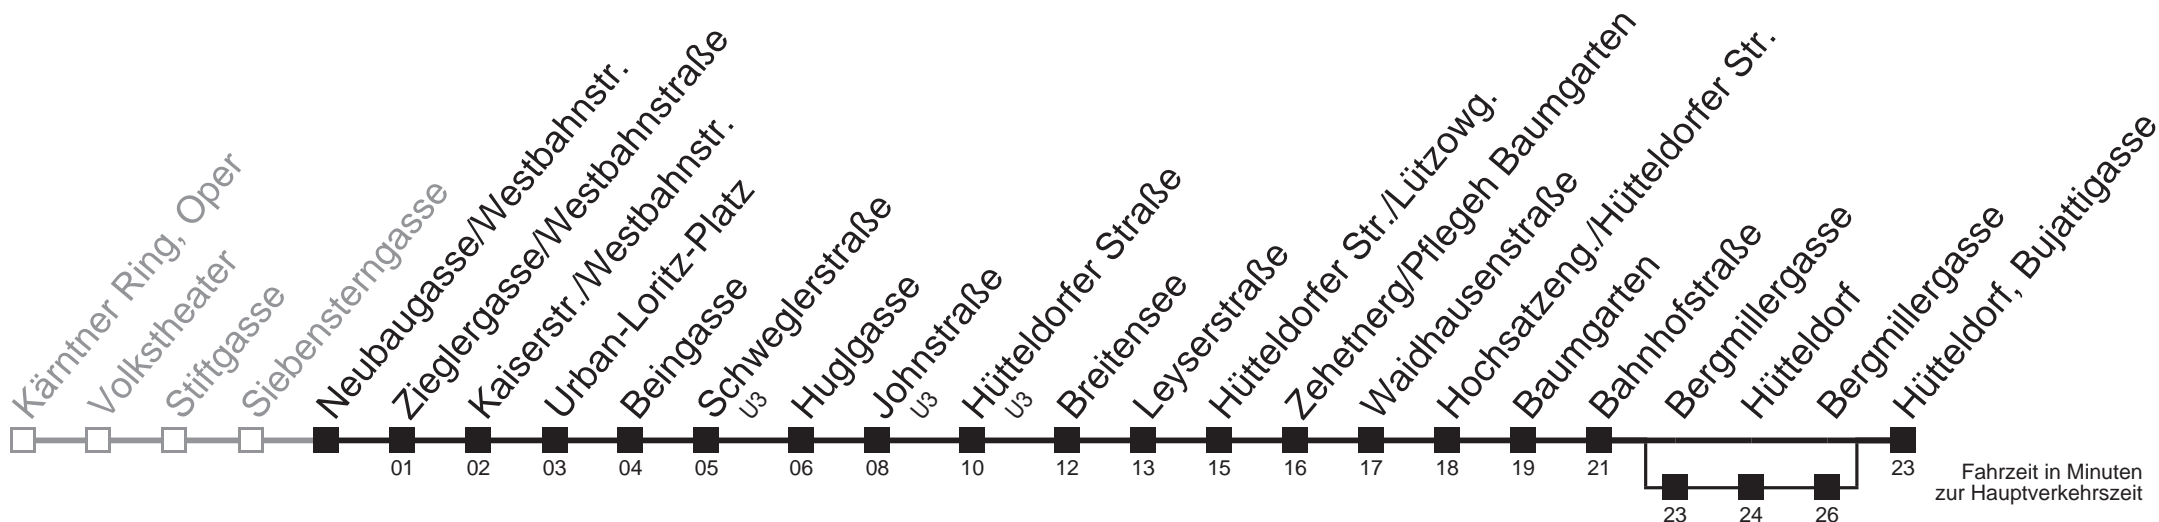 Kärntner Ring, Oper
Volkstheater
Stiftgasse
Siebensterngasse
Neubaugasse/Westbahnstr.
Zieglergasse/Westbahnstraße
Kaiserstr./Westbahnstr.
Urban-Loritz-Platz
Beingasse
Schweglerstraße
U3
Huglgasse
Johnstraße
U3
Hütteldorfer Straße
U3
Breitensee
Leyserstraße
Hütteldorfer Str./Lützowg.
Zehetnerg/Pflegeh Baumgarten
Waidhausenstraße
Hochsatzeng./Hütteldorfer Str.
Baumgarten
Bahnhofstraße
Bergmillergasse
Hütteldorf
Bergmillergasse
Hütteldorf, Bujattigasse
01 02 03 04 05 06 08 10 12 13 15 16 17 18 19 21 23
23 24 26
Fahrzeit in Minuten
zur Hauptverkehrszeit